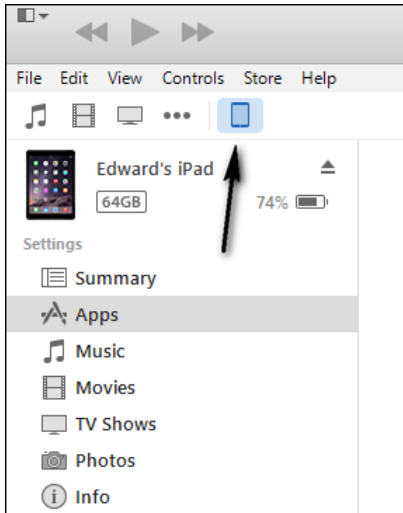 File Edit View Controls Store Help
Edward's iPad
64GB 74%
Settings
Summary
Apps
Music
Movies
TV Shows
Photos
Info